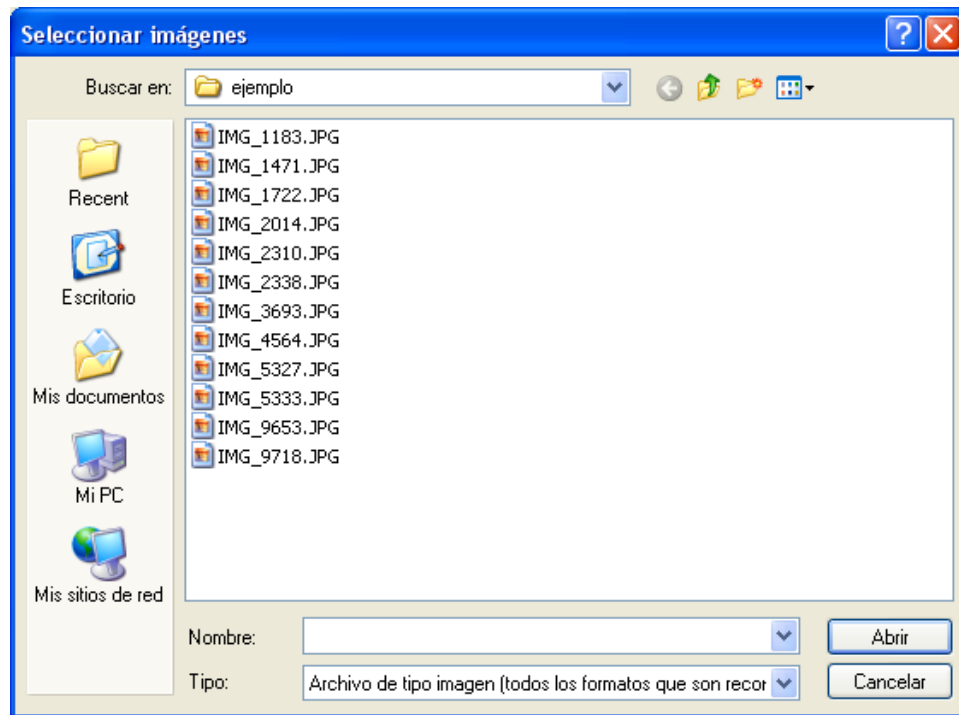 Seleccionar imágenes
Buscar en: ejemplo
Recent
Escritorio
Mis documentos
Mi PC
Mis sitios de red
IMG_1183.JPG
IMG_1471.JPG
IMG_1722.JPG
IMG_2014.JPG
IMG_2310.JPG
IMG_2338.JPG
IMG_3693.JPG
IMG_4564.JPG
IMG_5327.JPG
IMG_5333.JPG
IMG_9653.JPG
IMG_9718.JPG
Nombre: Abrir
Tipo: Archivo de tipo imagen (todos los formatos que son recor Cancelar